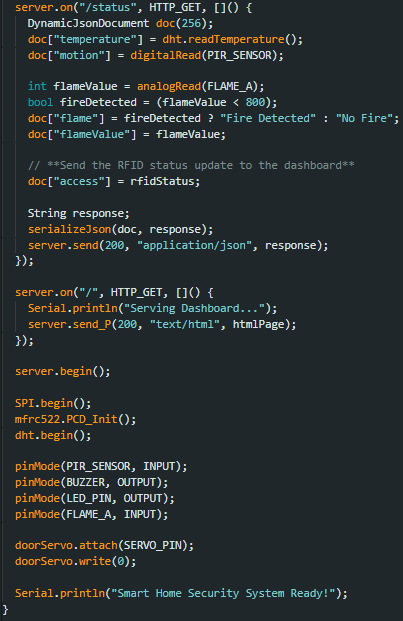 server.on("/status", HTTP_GET, []() {
DynamicJsonDocument doc(256);
doc["temperature"] = dht.readTemperature();
doc["motion"] = digitalRead(PIR_SENSOR);
int flameValue = analogRead(FLAME_A);
bool fireDetected = (flameValue < 800);
doc["flame"] = fireDetected ? "Fire Detected" : "No Fire";
doc["flameValue"] = flameValue;
// **Send the RFID status update to the dashboard**
doc["access"] = rfidStatus;
String response;
serializeJson(doc, response);
server.send(200, "application/json", response);
});
server.on("/", HTTP_GET, []() {
Serial.println("Serving Dashboard...");
server.send_P(200, "text/html", htmlPage);
});
server.begin();
SPI.begin();
mfrc522.PCD_Init();
dht.begin();
pinMode(PIR_SENSOR, INPUT);
pinMode(BUZZER, OUTPUT);
pinMode(LED_PIN, OUTPUT);
pinMode(FLAME_A, INPUT);
doorServo.attach(SERVO_PIN);
doorServo.write(0);
Serial.println("Smart Home Security System Ready!");
}